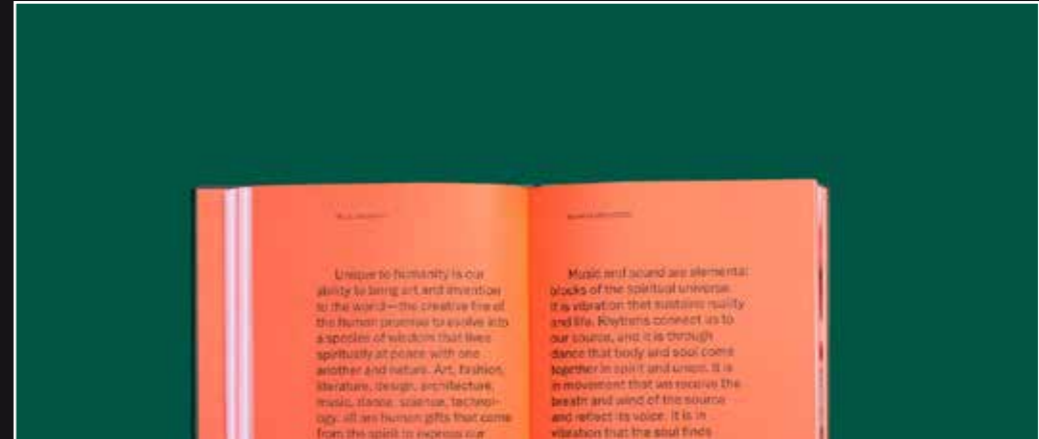 Unique to humanity is our
ability to bring art and invention
to the world—the creative fire of
the human promise to evolve into
a species of wisdom that lives
spiritually at peace with one
another and nature. Art, fashion,
literature, design, architecture,
music, dance, science, technol-
ogy, all are human gifts that come
from the spirit to express our
Music and sound are elemental
blocks of the spiritual universe.
It is vibration that sustains reality
and life. Rhythms connect us to
our source, and it is through
dance that body and soul come
together in spirit and unison. It is
in movement that we receive the
breath and wind of the source
and reflect its voice. It is in
vibration that the soul finds